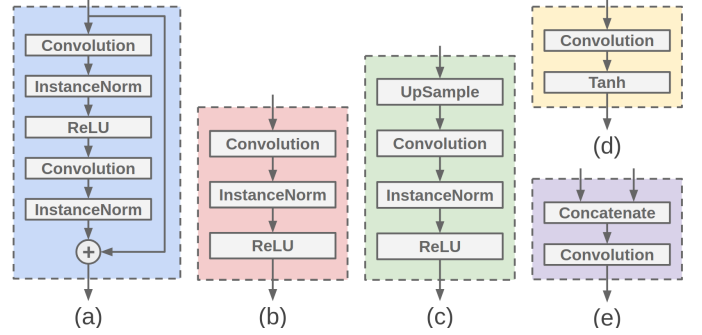 Convolution
InstanceNorm
ReLU
Convolution
InstanceNorm
+
(a)
Convolution
InstanceNorm
ReLU
(b)
UpSample
Convolution
InstanceNorm
ReLU
(c)
Convolution
Tanh
(d)
Concatenate
Convolution
(e)